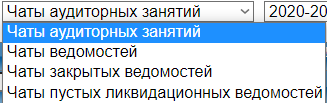 Чаты аудиторных занятий 2020-20
Чаты аудиторных занятий
Чаты ведомостей
Чаты закрытых ведомостей
Чаты пустых ликвидационных ведомостей